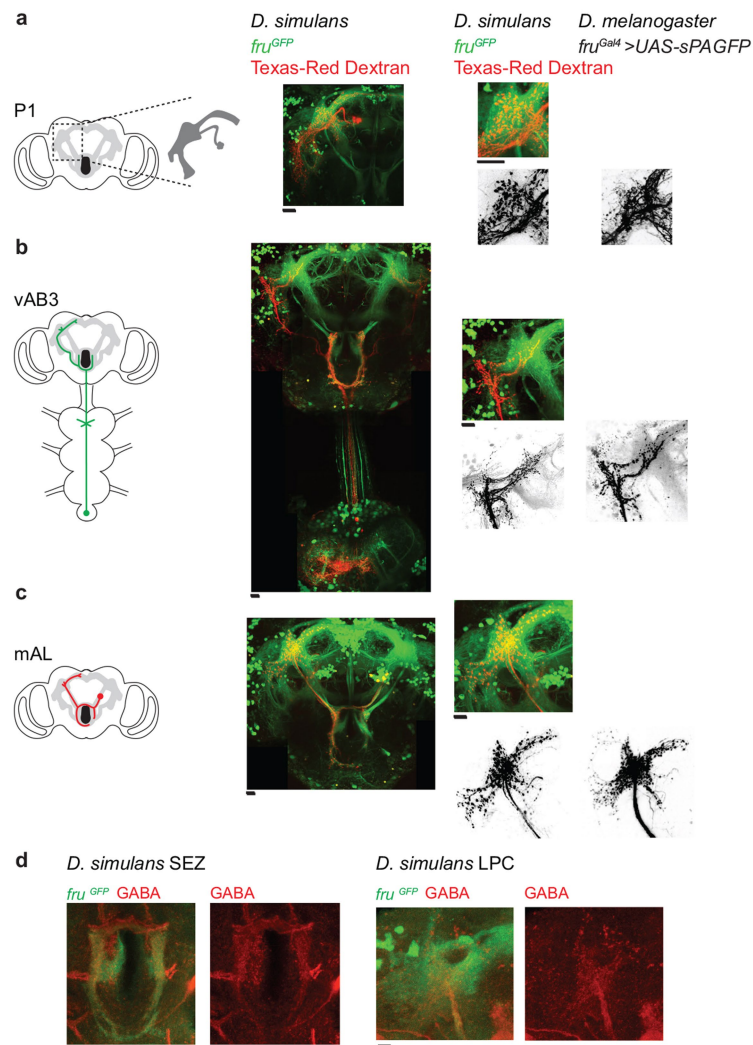 a
D. simulans
fruGFP
Texas-Red Dextran
D. simulans
fruGFP
Texas-Red Dextran
D. melanogaster
fruGal4 >UAS-sPAGFP
P1
b
vAB3
c
mAL
d
D. simulans SEZ
fru GFP GABA
GABA
D. simulans LPC
fru GFP GABA
GABA